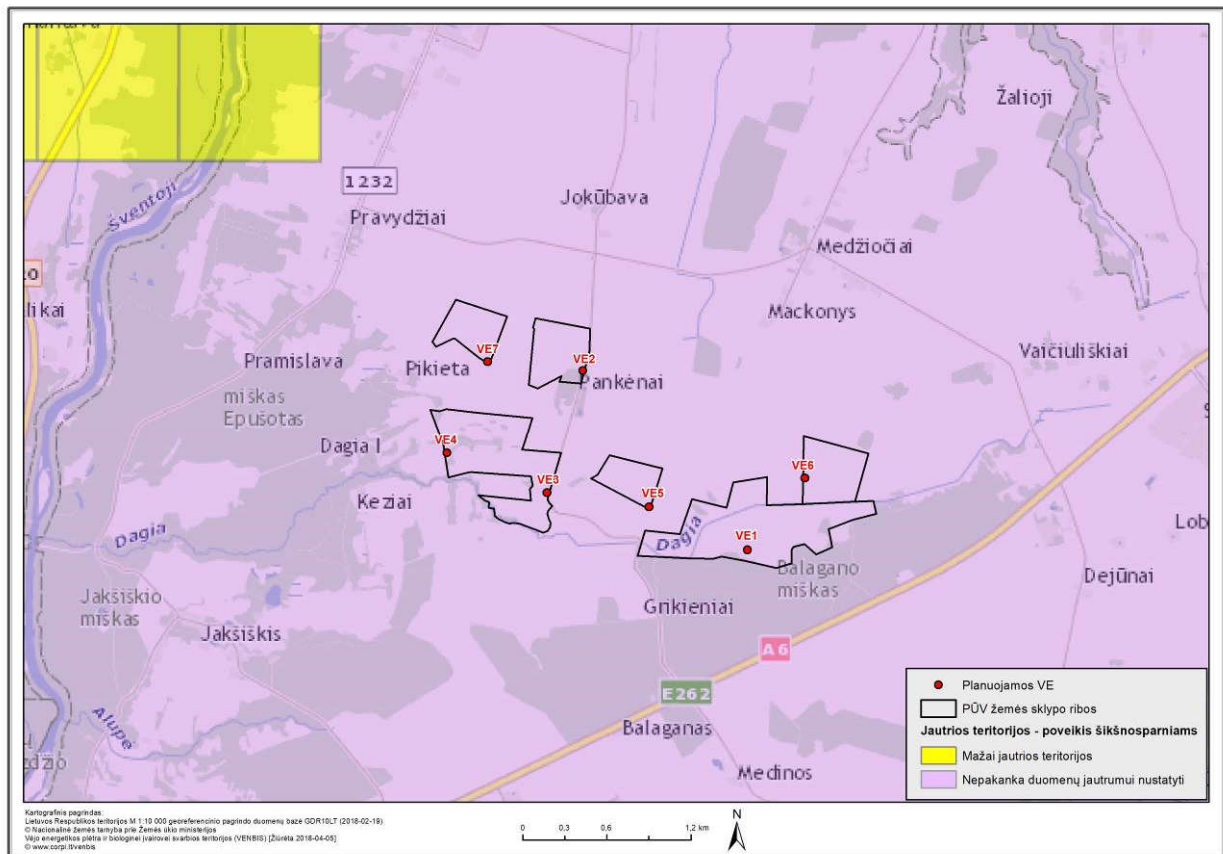 Šventoji
Žalioji
1232
Pravydžiai
Jokūbava
Medžiočiai
Mackonys
likai
Pramislava
miškas
Epušotas
Pikieta
VE7
VE2
Pankėnai
Vaičiuliškiai
Dagia I
VE4
Keziai
VE3
VE5
VE6
Dagia
Dagia
VE1
Balagano
miškas
Grikieniai
Lob
Dejūnai
Jakšiškio
miškas
Jakšiškis
A6
E262
Alupė
Balaganas
Medinos
Planuojamos VE
PŪV žemės sklypo ribos
Jautrios teritorijos - poveikis šikšnosparniams
Mažai jautrios teritorijos
Nepakanka duomenų jautrumui nustatyti
Kartografinis pagrindas:
Lietuvos Respublikos teritorijos M 1:10 000 georeferencinio pagrindo duomenų bazė GDR10LT (2018-02-19)
© Nacionalinė žemės tarnyba prie Žemės ūkio ministerijos
Vėjo energetikos plėtra ir biologinei įvairovei svarbios teritorijos (VENBIS) [Žiūrėta 2018-04-05]
© www.corpi.lt/venbis
0 0,3 0,6 1,2 km
N